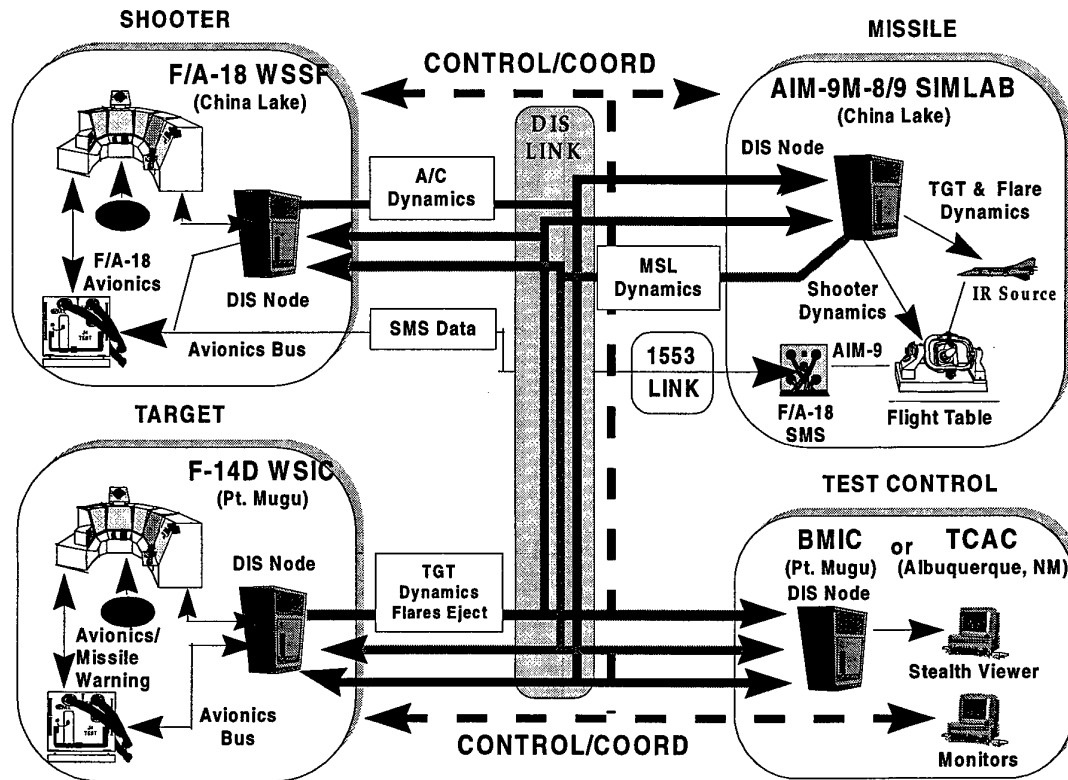 SHOOTER
F/A-18 WSSF
(China Lake)
F/A-18
Avionics
DIS Node
Avionics Bus
CONTROL/COORD
DIS
LINK
A/C
Dynamics
SMS Data
MSL
Dynamics
1553
LINK
MISSILE
AIM-9M-8/9 SIMLAB
(China Lake)
DIS Node
TGT & Flare
Dynamics
IR Source
Shooter
Dynamics
AIM-9
F/A-18
SMS
Flight Table
TARGET
F-14D WSIC
(Pt. Mugu)
DIS Node
Avionics/
Missile
Warning
Avionics
Bus
TGT
Dynamics
Flares Eject
CONTROL/COORD
TEST CONTROL
BMIC or TCAC
(Pt. Mugu) (Albuquerque, NM)
DIS Node
Stealth Viewer
Monitors